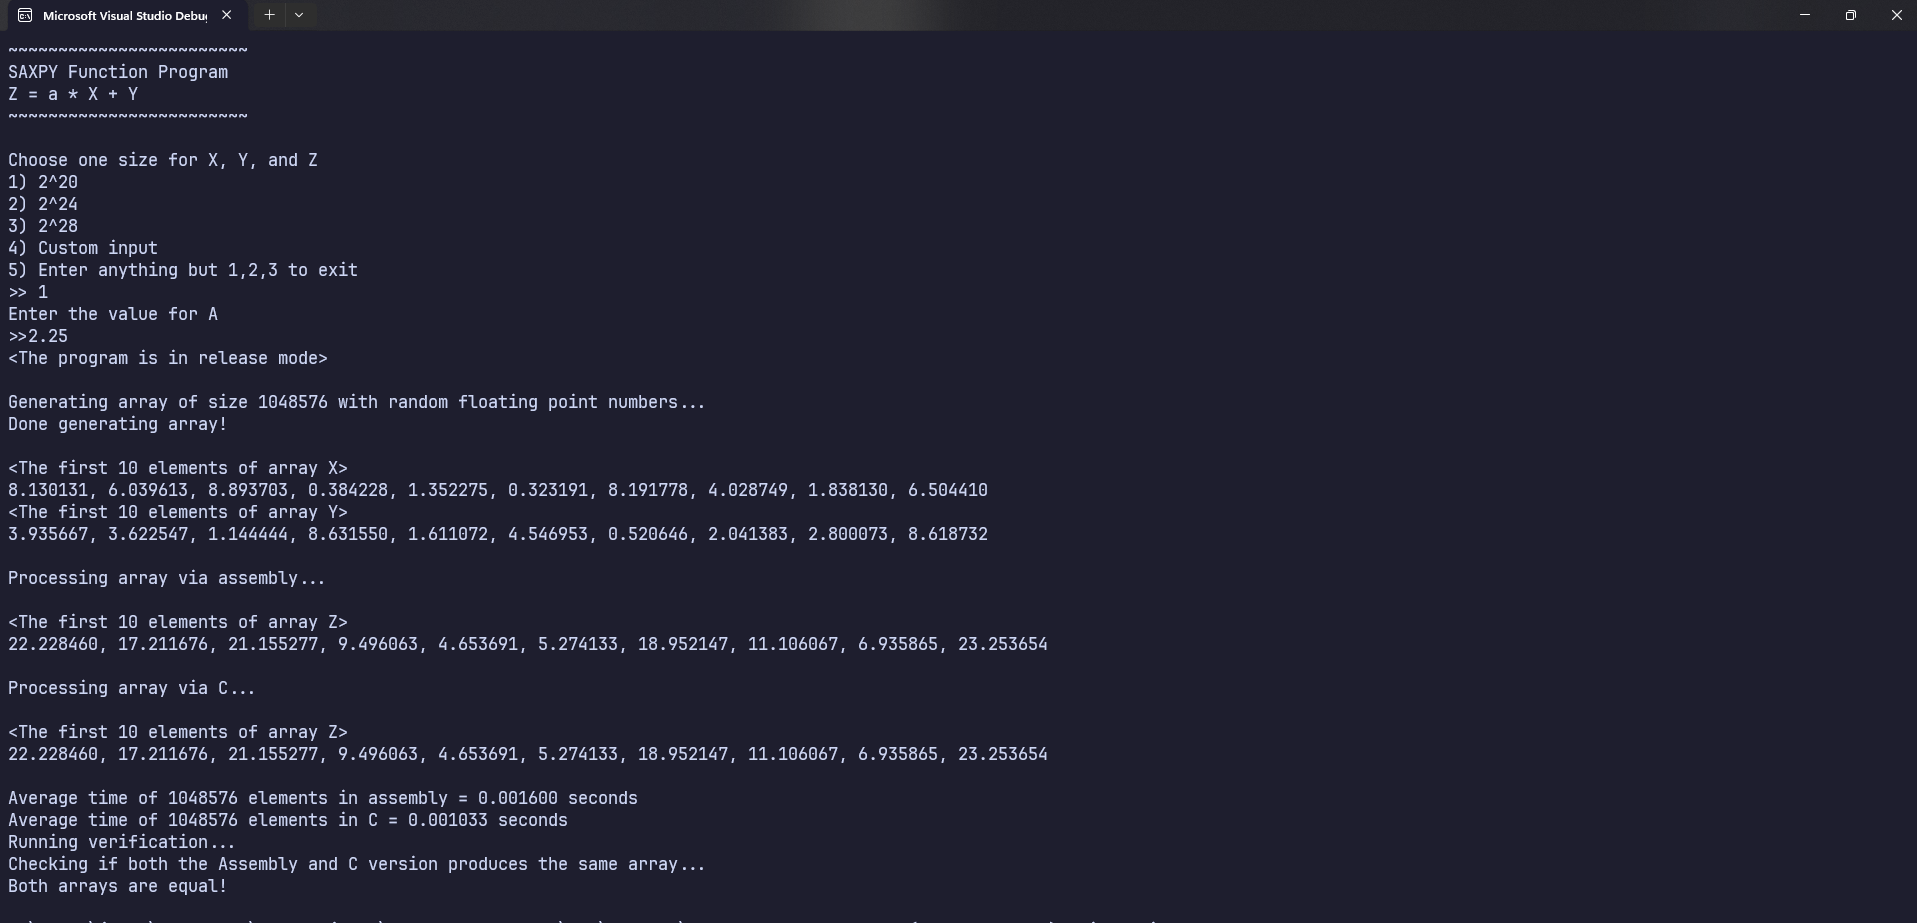 Microsoft Visual Studio Debug
~~~~~~~~~~~~~~~~~~~~~~~~
SAXPY Function Program
Z = a * X + Y
~~~~~~~~~~~~~~~~~~~~~~~~
Choose one size for X, Y, and Z
1) 2^20
2) 2^24
3) 2^28
4) Custom input
5) Enter anything but 1,2,3 to exit
>> 1
Enter the value for A
>>2.25
<The program is in release mode>
Generating array of size 1048576 with random floating point numbers...
Done generating array!
<The first 10 elements of array X>
8.130131, 6.039613, 8.893703, 0.384228, 1.352275, 0.323191, 8.191778, 4.028749, 1.838130, 6.504410
<The first 10 elements of array Y>
3.935667, 3.622547, 1.144444, 8.631550, 1.611072, 4.546953, 0.520646, 2.041383, 2.800073, 8.618732
Processing array via assembly...
<The first 10 elements of array Z>
22.228460, 17.211676, 21.155277, 9.496063, 4.653691, 5.274133, 18.952147, 11.106067, 6.935865, 23.253654
Processing array via C...
<The first 10 elements of array Z>
22.228460, 17.211676, 21.155277, 9.496063, 4.653691, 5.274133, 18.952147, 11.106067, 6.935865, 23.253654
Average time of 1048576 elements in assembly = 0.001600 seconds
Average time of 1048576 elements in C = 0.001033 seconds
Running verification...
Checking if both the Assembly and C version produces the same array...
Both arrays are equal!